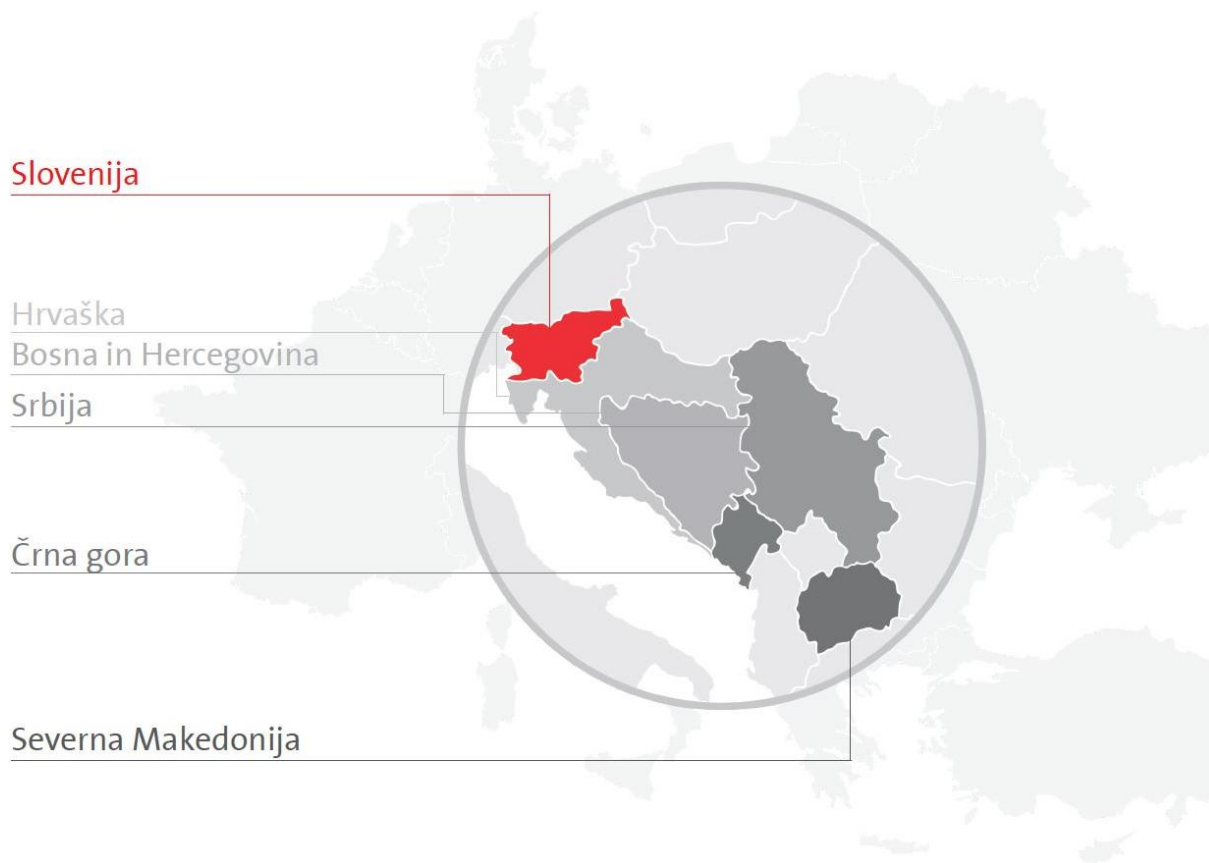 Slovenija
Hrvaška
Bosna in Hercegovina
Srbija
Črna gora
Severna Makedonija